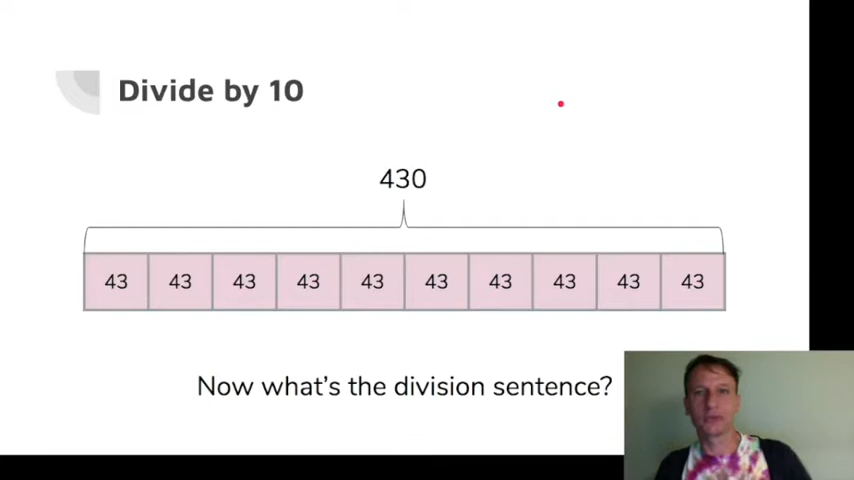 Divide by 10
430
43 43 43 43 43 43 43 43 43 43
Now what's the division sentence?